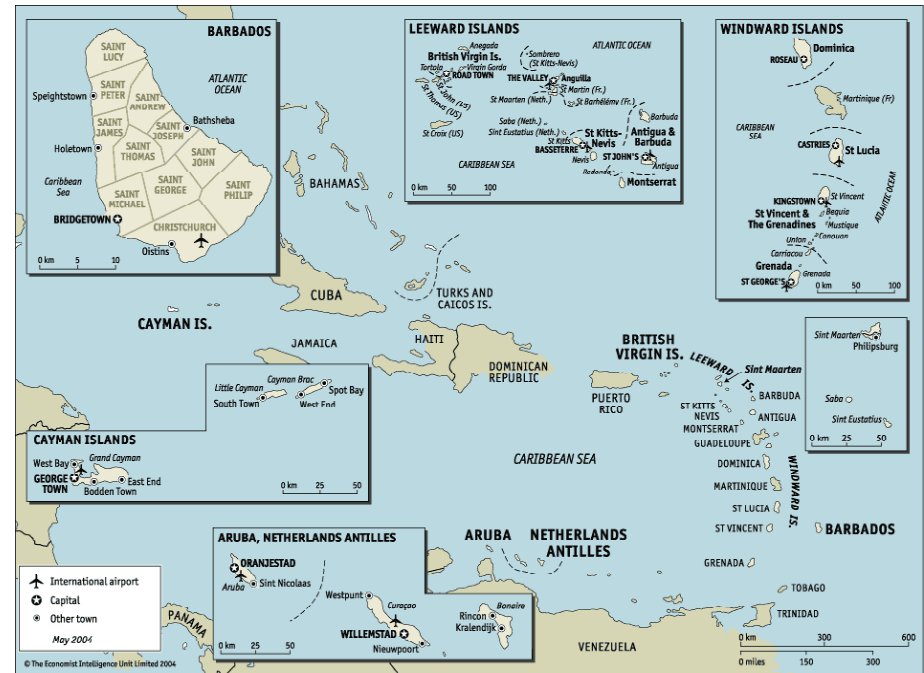 BARBADOS
SAINT
LUCY
SAINT
PETER
SAINT
ANDREW
SAINT
JAMES
SAINT
JOSEPH
SAINT
THOMAS
SAINT
JOHN
SAINT
GEORGE
SAINT
MICHAEL
SAINT
PHILIP
CHRISTCHURCH
ATLANTIC
OCEAN
Speightstown
Bathsheba
Holetown
Caribbean
Sea
BRIDGETOWN
Oistins
0 km 5 10
LEEWARD ISLANDS
Anegada
British Virgin Is.
Tortola
Virgin Gorda
ROAD TOWN
St John (US)
St Thomas (US)
St Croix (US)
Sombrero
(St Kitts-Nevis)
ATLANTIC OCEAN
THE VALLEY
Anguilla
St Martin (Fr.)
St Maarten (Neth.)
St Barhélémy (Fr.)
Saba (Neth.)
Sint Eustatius (Neth.)
St Kitts
St Kitts-
Nevis
BASSETERRE
Nevis
Barbuda
Antigua &
Barbuda
ST JOHN'S
Antigua
Redonda
Montserrat
CARIBBEAN SEA
0 km 50 100
WINDWARD ISLANDS
Dominica
ROSEAU
Martinique (Fr)
CARIBBEAN
SEA
CASTRIES
St Lucia
ATLANTIC OCEAN
KINGSTOWN
St Vincent
St Vincent &
The Grenadines
Bequia
Mustique
Canouan
Union
Carriacou
Grenada
Grenada
ST GEORGE'S
0 km 50 100
BAHAMAS
CUBA
TURKS AND
CAICOS IS.
CAYMAN IS.
JAMAICA
HAITI
DOMINICAN
REPUBLIC
PUERTO
RICO
BRITISH
VIRGIN IS.
LEEWARD IS.
Sint Maarten
BARBUDA
ST KITTS
NEVIS
ANTIGUA
MONTSERRAT
GUADELOUPE
DOMINICA
MARTINIQUE
WINDWARD IS.
ST LUCIA
ST VINCENT
BARBADOS
GRENADA
TOBAGO
TRINIDAD
CARIBBEAN SEA
Sint Maarten
Philipsburg
Saba
Sint Eustatius
0 km 25 50
CAYMAN ISLANDS
Little Cayman
Cayman Brac
South Town
Spot Bay
West End
West Bay
Grand Cayman
GEORGE
TOWN
East End
Bodden Town
0 km 25 50
ARUBA
NETHERLANDS
ANTILLES
ARUBA, NETHERLANDS ANTILLES
ORANJESTAD
Aruba
Sint Nicolaas
Westpunt
Curaçao
WILLEMSTAD
Nieuwpoort
Bonaire
Rincon
Kralendijk
0 km 25 50
PANAMA
VENEZUELA
International airport
Capital
Other town
May 2004
© The Economist Intelligence Unit Limited 2004
0 km 300 600
0 miles 150 300